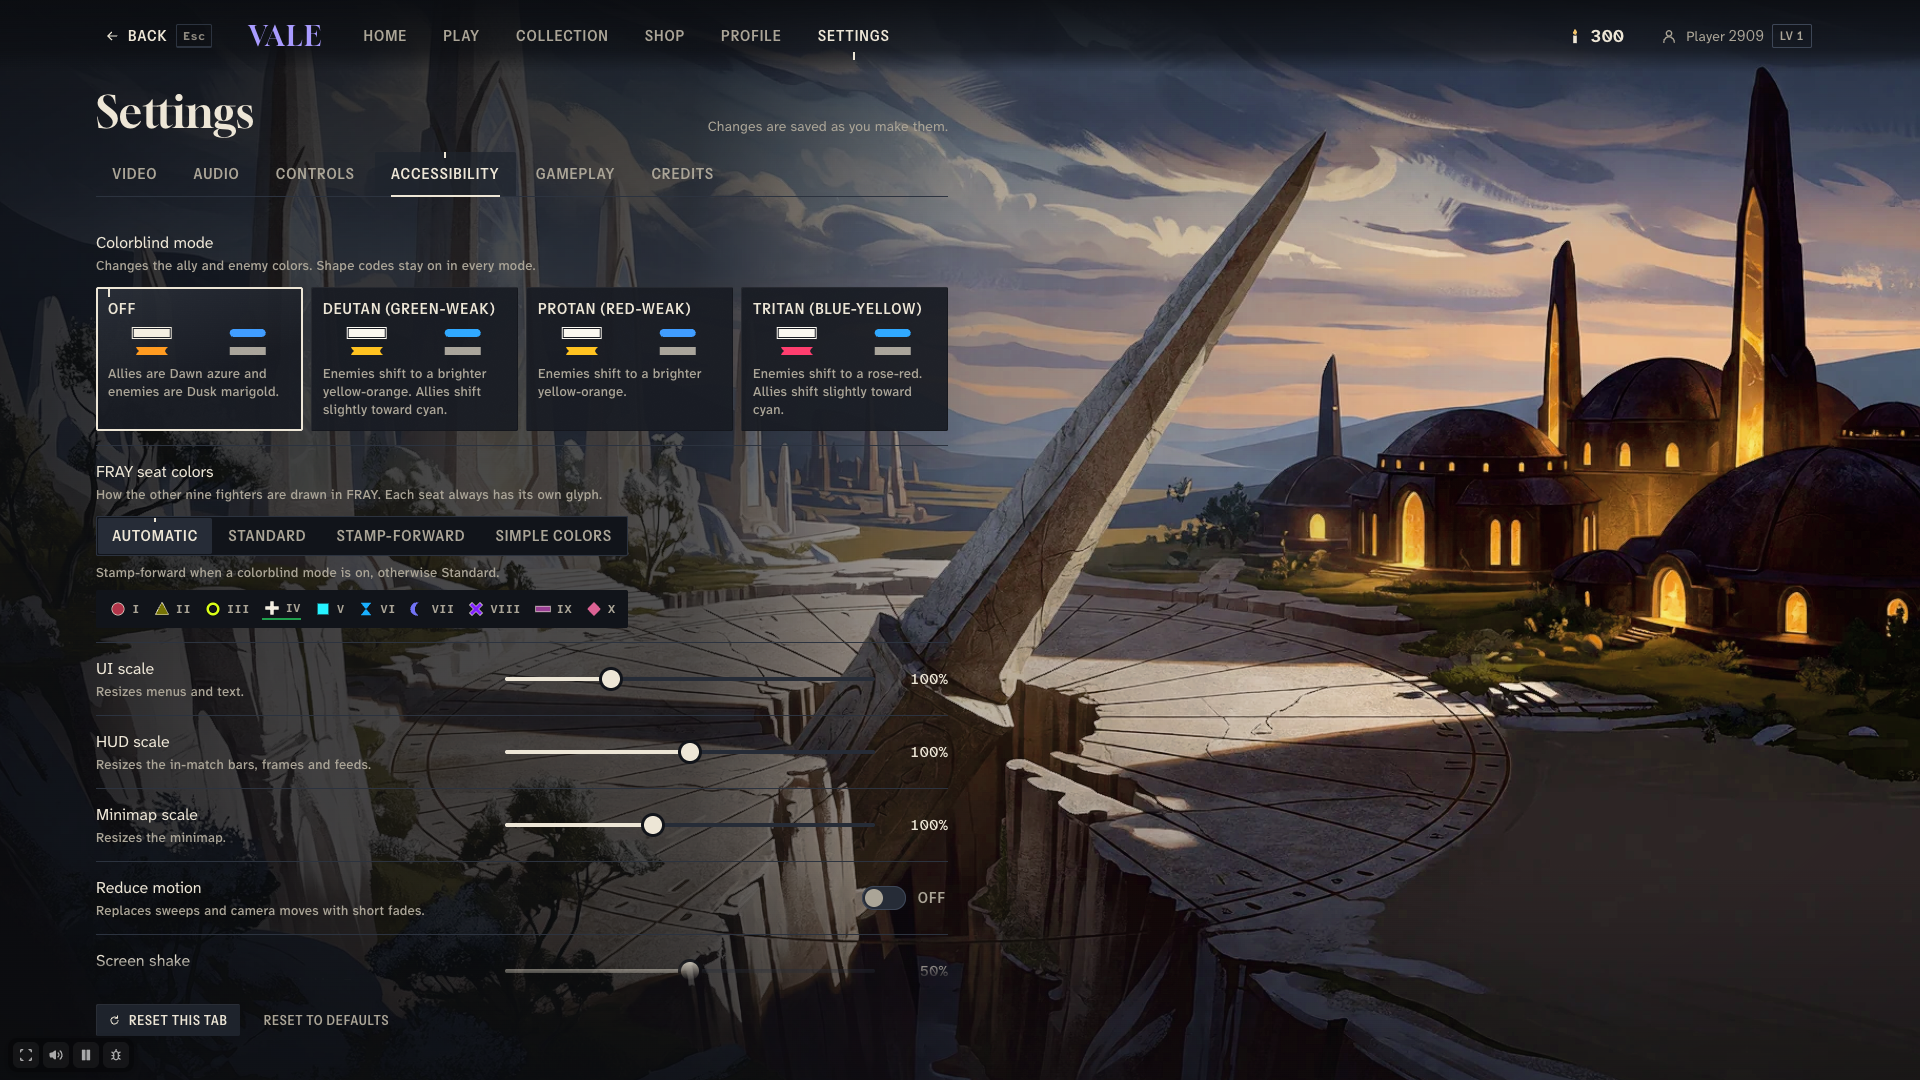 BACK Esc VALE HOME PLAY COLLECTION SHOP PROFILE SETTINGS 300 Player 2909 LV 1
Settings
Changes are saved as you make them.
VIDEO AUDIO CONTROLS ACCESSIBILITY GAMEPLAY CREDITS
Colorblind mode
Changes the ally and enemy colors. Shape codes stay on in every mode.
OFF
Allies are Dawn azure and
enemies are Dusk marigold.
DEUTAN (GREEN-WEAK)
Enemies shift to a brighter
yellow-orange. Allies shift
slightly toward cyan.
PROTAN (RED-WEAK)
Enemies shift to a brighter
yellow-orange.
TRITAN (BLUE-YELLOW)
Enemies shift to a rose-red.
Allies shift slightly toward
cyan.
FRAY seat colors
How the other nine fighters are drawn in FRAY. Each seat always has its own glyph.
AUTOMATIC STANDARD STAMP-FORWARD SIMPLE COLORS
Stamp-forward when a colorblind mode is on, otherwise Standard.
I II III IV V VI VII VIII IX X
UI scale
Resizes menus and text.
100%
HUD scale
Resizes the in-match bars, frames and feeds.
100%
Minimap scale
Resizes the minimap.
100%
Reduce motion
Replaces sweeps and camera moves with short fades.
OFF
Screen shake
50%
RESET THIS TAB RESET TO DEFAULTS